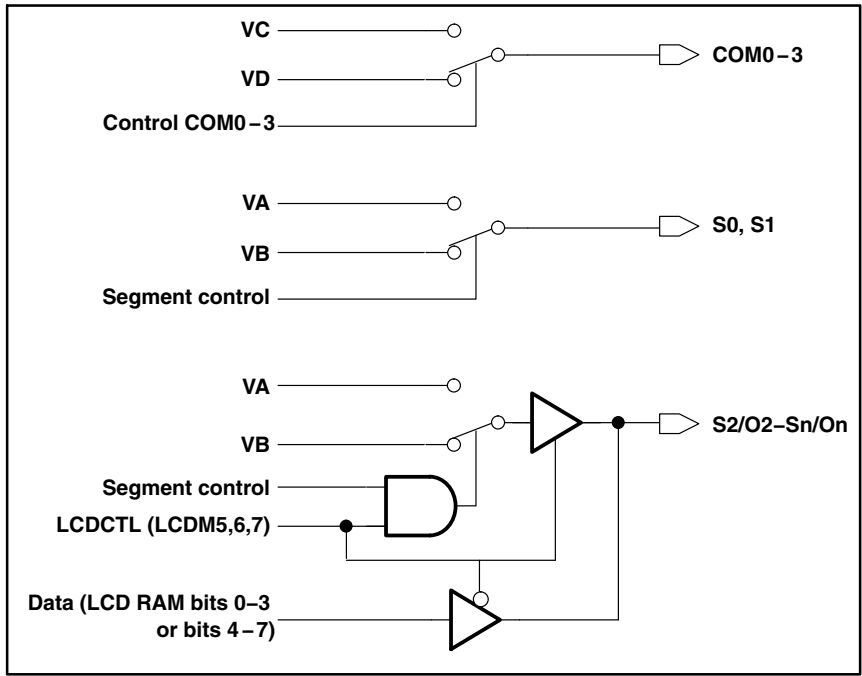 VC
COM0–3
VD
Control COM0–3
VA
S0, S1
VB
Segment control
VA
S2/O2–Sn/On
VB
Segment control
LCDCTL (LCDM5,6,7)
Data (LCD RAM bits 0–3
or bits 4–7)